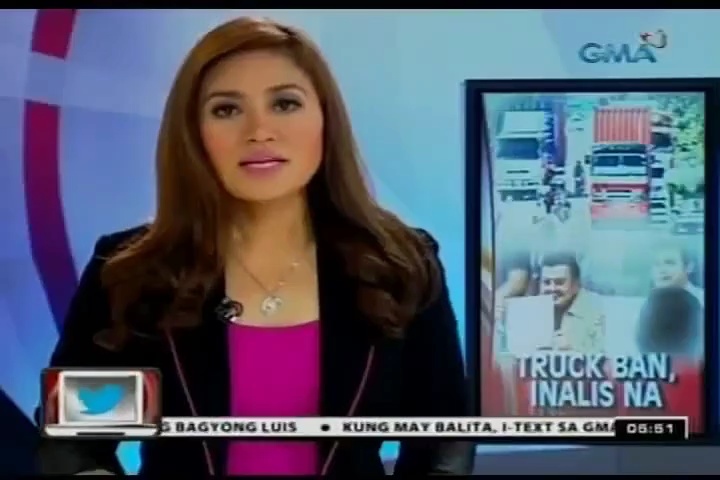 GMA
TRUCK BAN,
INALIS NA
G BAGYONG LUIS • KUNG MAY BALITA, I-TEXT SA GMA 05:51